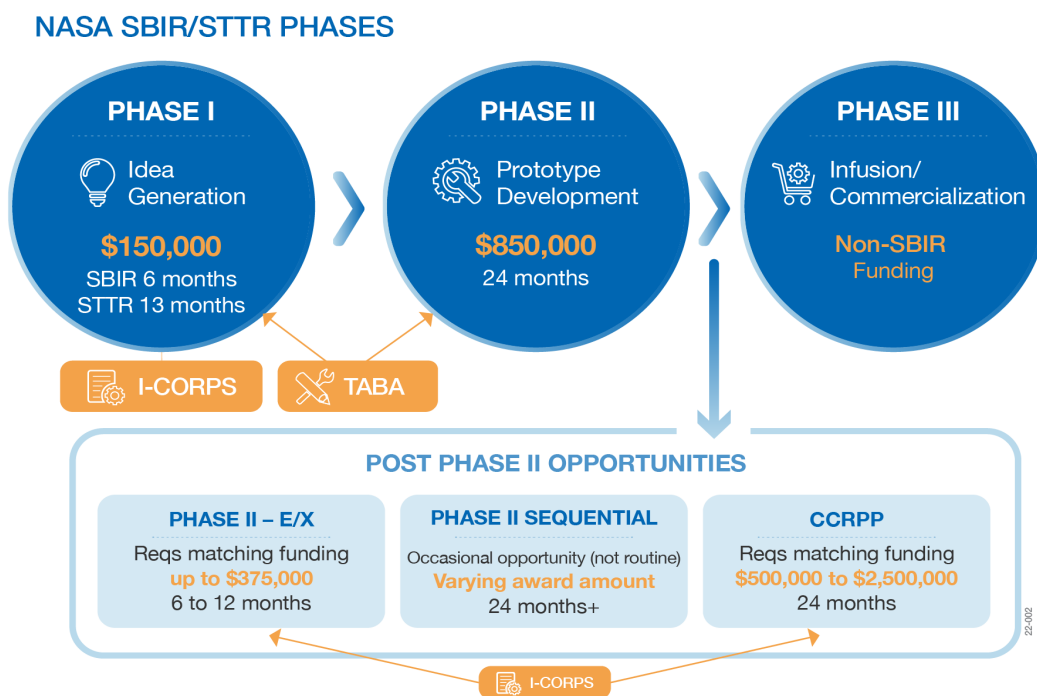 NASA SBIR/STTR PHASES
PHASE I
Idea
Generation
$150,000
SBIR 6 months
STTR 13 months
PHASE II
Prototype
Development
$850,000
24 months
PHASE III
Infusion/
Commercialization
Non-SBIR
Funding
I-CORPS
TABA
POST PHASE II OPPORTUNITIES
PHASE II – E/X
Reqs matching funding
up to $375,000
6 to 12 months
PHASE II SEQUENTIAL
Occasional opportunity (not routine)
Varying award amount
24 months+
CCRPP
Reqs matching funding
$500,000 to $2,500,000
24 months
22-002
I-CORPS